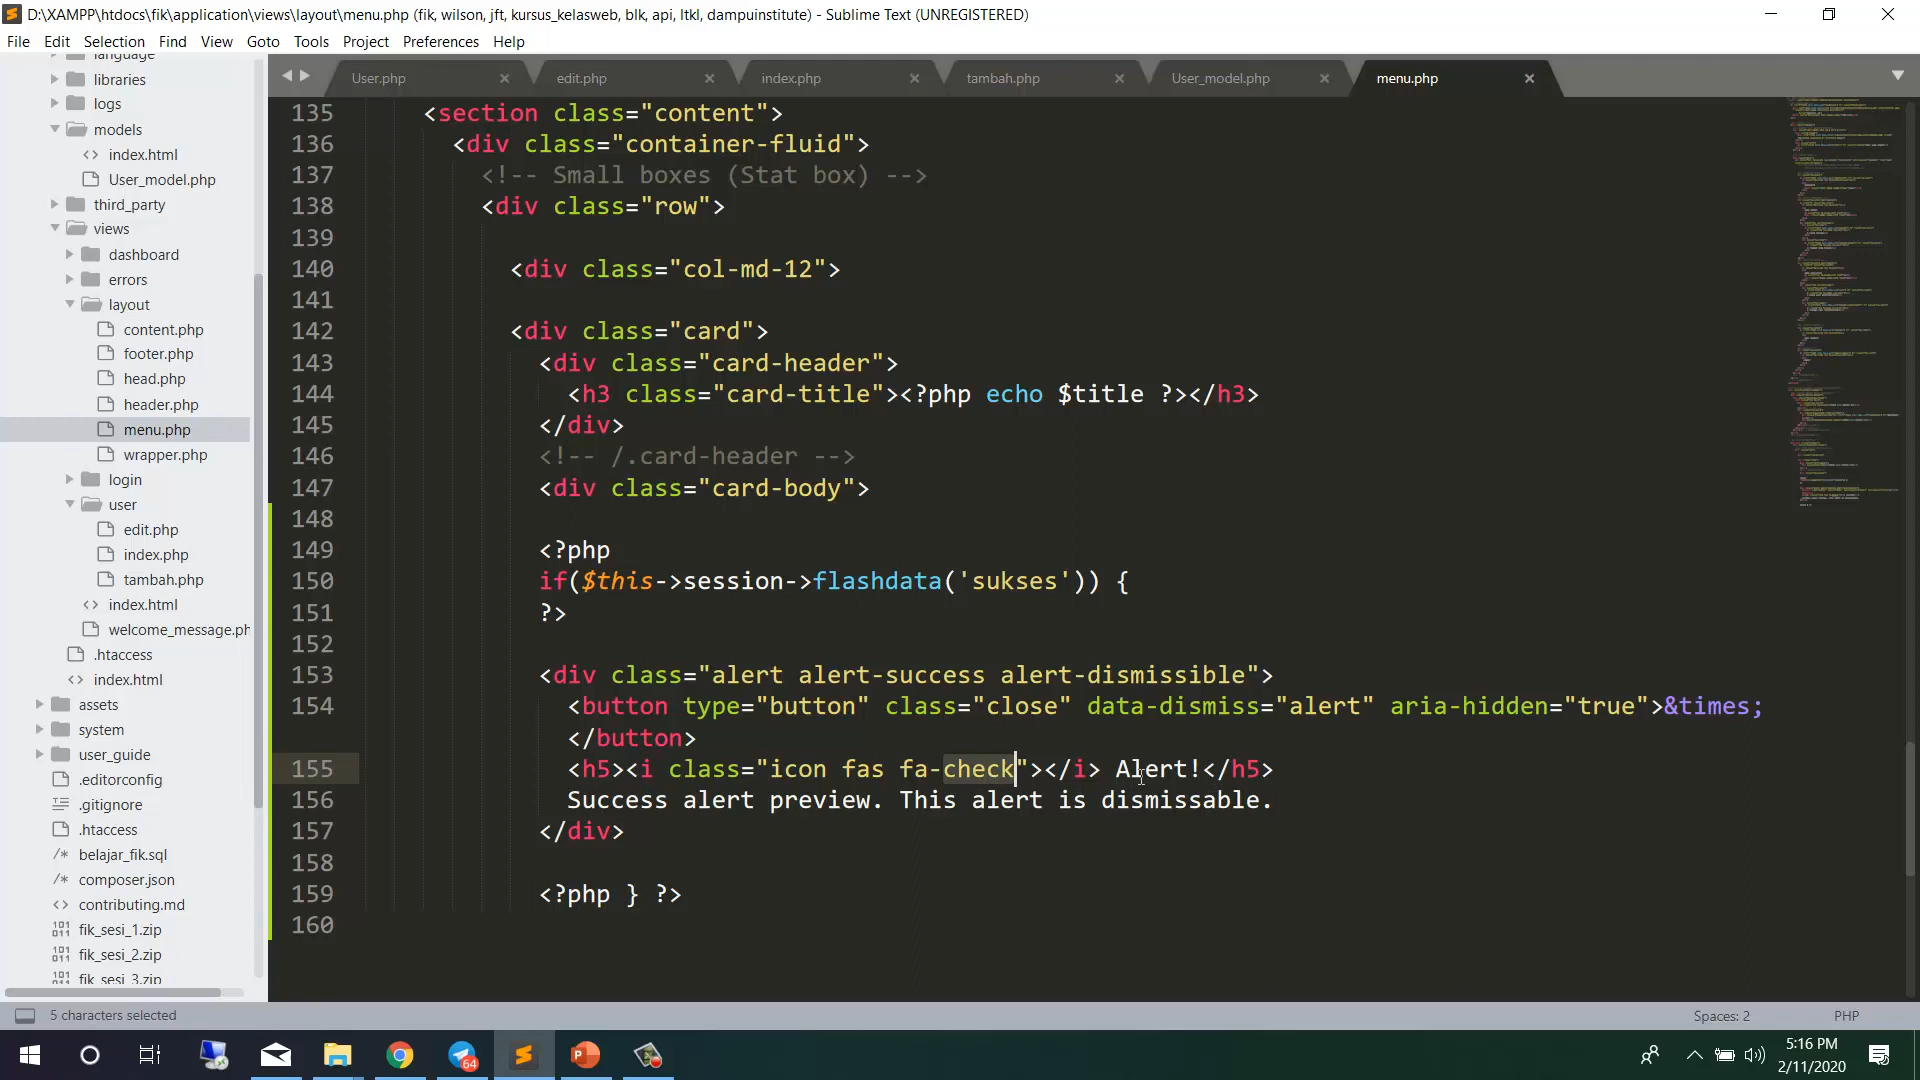 D:\XAMPP\htdocs\fik\application\views\layout\menu.php (fik, wilson, jft, kursus_kelasweb, blk, api, ltkl, dampuinstitute) - Sublime Text (UNREGISTERED)
File Edit Selection Find View Goto Tools Project Preferences Help
language
libraries
logs
models
index.html
User_model.php
third_party
views
dashboard
errors
layout
content.php
footer.php
head.php
header.php
menu.php
wrapper.php
login
user
edit.php
index.php
tambah.php
index.html
welcome_message.ph
.htaccess
index.html
assets
system
user_guide
.editorconfig
.gitignore
.htaccess
belajar_fik.sql
composer.json
contributing.md
fik_sesi_1.zip
fik_sesi_2.zip
fik_sesi_3.zip
User.php × edit.php × index.php × tambah.php × User_model.php × menu.php ×
135 <section class="content">
136 <div class="container-fluid">
137 <!-- Small boxes (Stat box) -->
138 <div class="row">
139
140 <div class="col-md-12">
141
142 <div class="card">
143 <div class="card-header">
144 <h3 class="card-title"><?php echo $title ?></h3>
145 </div>
146 <!-- /.card-header -->
147 <div class="card-body">
148
149 <?php
150 if($this->session->flashdata('sukses')) {
151 ?>
152
153 <div class="alert alert-success alert-dismissible">
154 <button type="button" class="close" data-dismiss="alert" aria-hidden="true">&times;
</button>
155 <h5><i class="icon fas fa-check"></i> Alert!</h5>
156 Success alert preview. This alert is dismissable.
157 </div>
158
159 <?php } ?>
160
5 characters selected
Spaces: 2 PHP
64
5:16 PM
2/11/2020